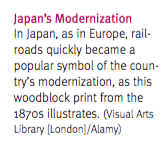 Japan's Modernization
In Japan, as in Europe, rail-
roads quickly became a
popular symbol of the coun-
try's modernization, as this
woodblock print from the
1870s illustrates. (Visual Arts
Library [London]/Alamy)